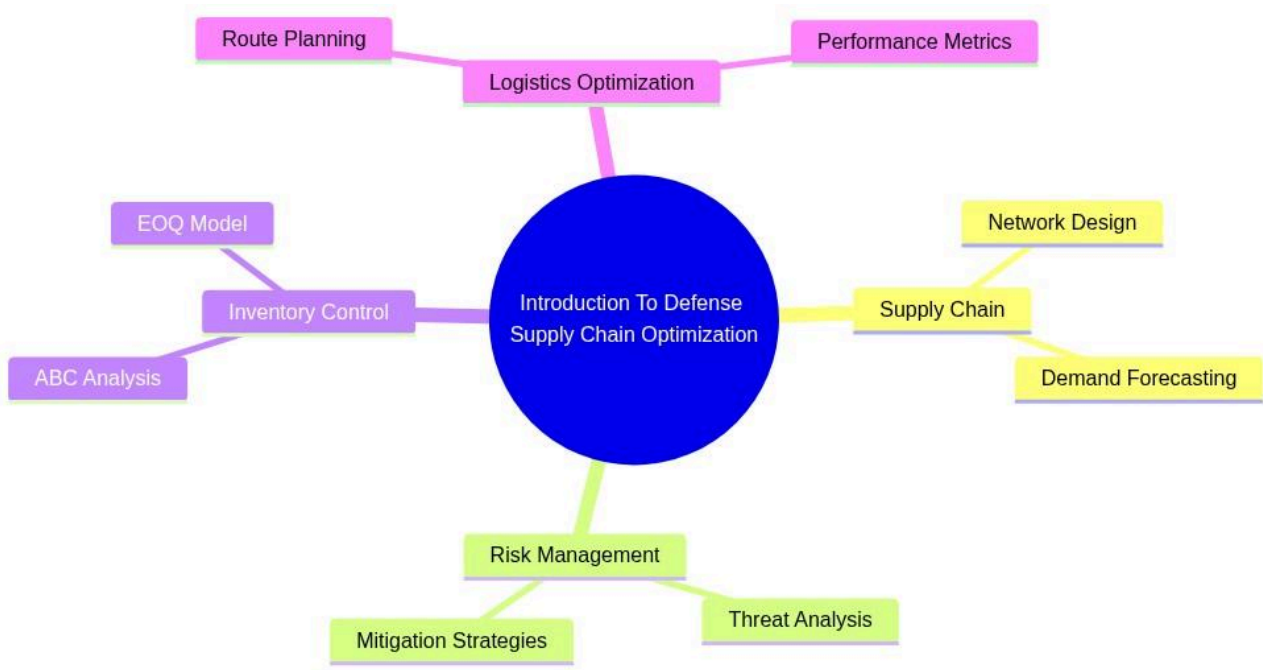 Route Planning
Performance Metrics
Logistics Optimization
EOQ Model
Network Design
Inventory Control
Introduction To Defense
Supply Chain Optimization
Supply Chain
ABC Analysis
Demand Forecasting
Risk Management
Threat Analysis
Mitigation Strategies